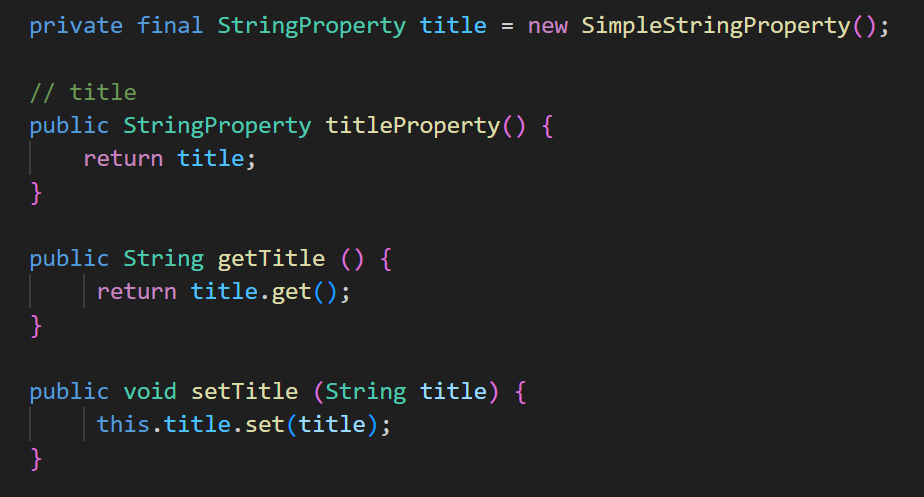 private final StringProperty title = new SimpleStringProperty();

// title
public StringProperty titleProperty() {
    return title;
}

public String getTitle () {
     return title.get();
}

public void setTitle (String title) {
     this.title.set(title);
}